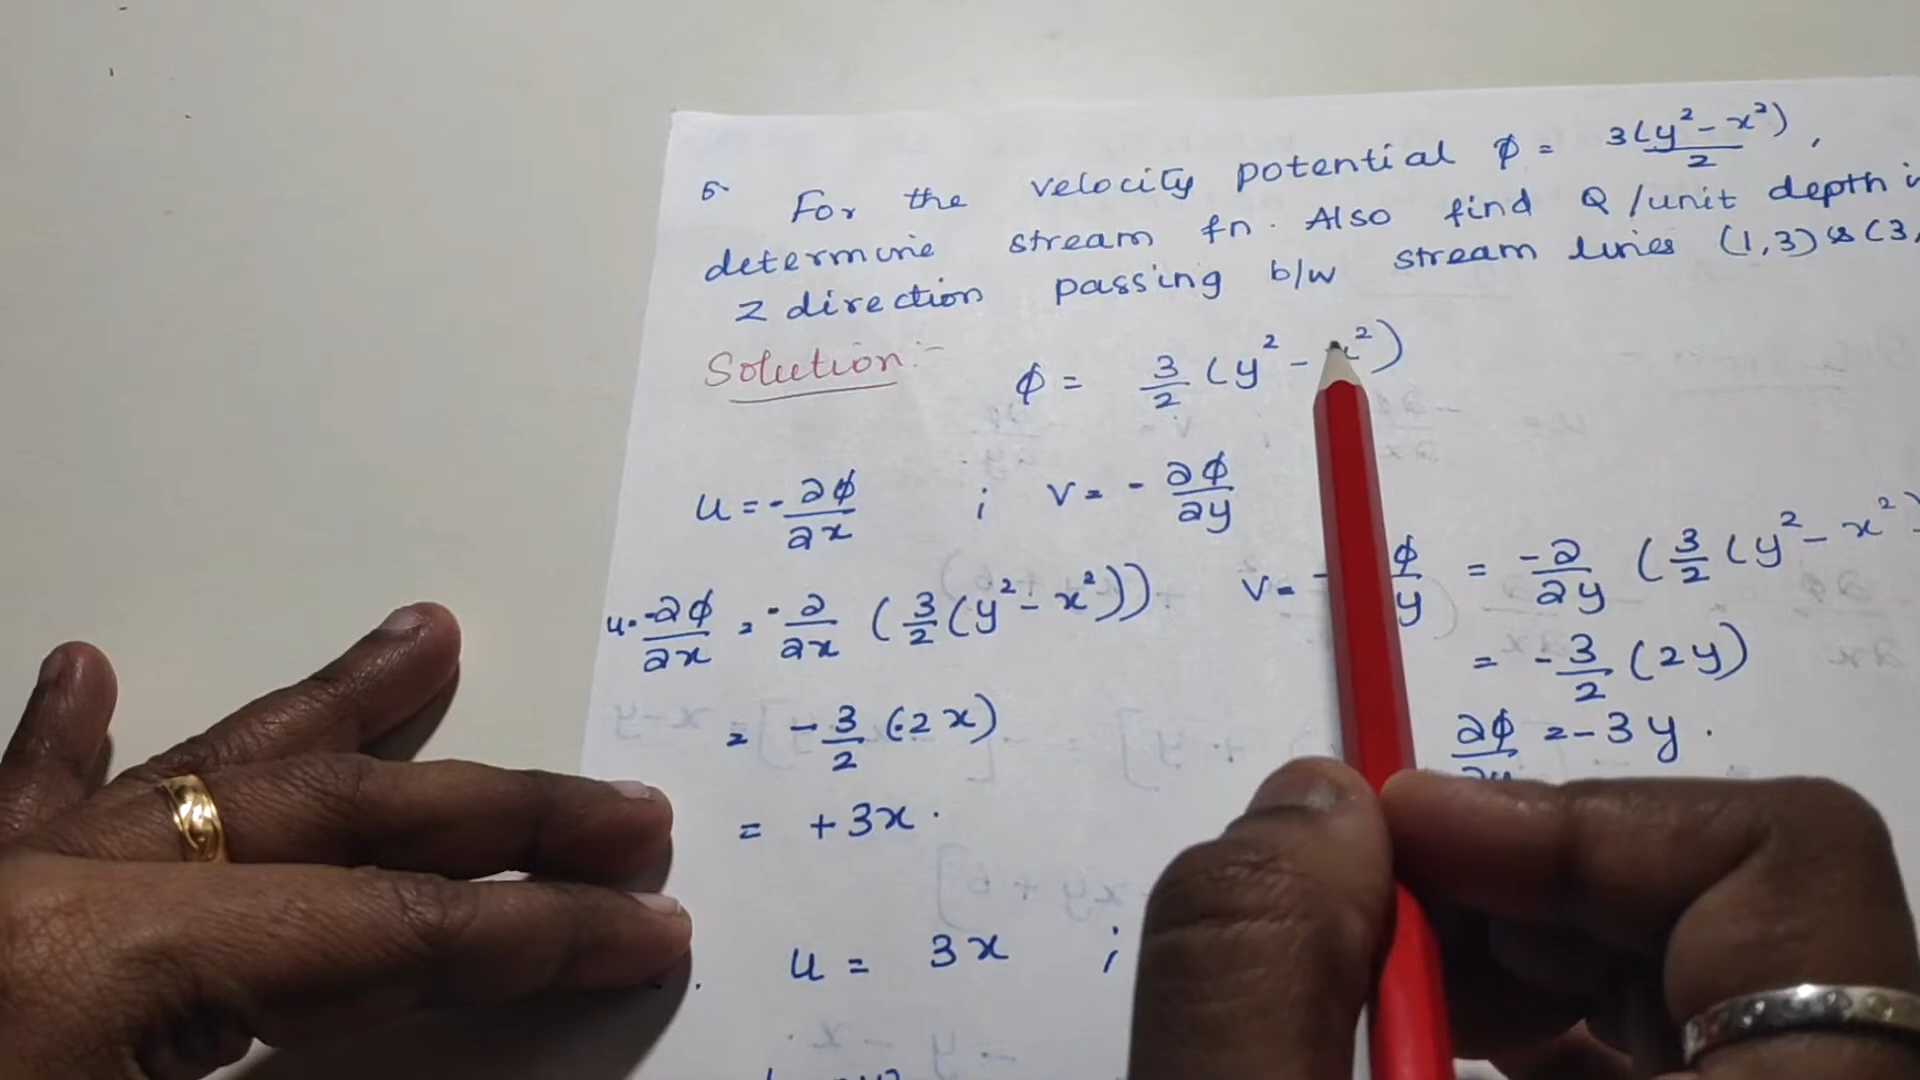 5. For the velocity potential ϕ = 3(y² - x²)/2,
determine stream fn. Also find Q/unit depth
z direction passing b/w stream lines (1,3) & (3,
Solution:-
ϕ = 3/2 (y² - x²)
u = -∂ϕ/∂x ; v = -∂ϕ/∂y
u = -∂ϕ/∂x = -∂/∂x (3/2 (y² - x²)) v = ϕ/y = -∂/∂y (3/2 (y² - x²)
= -3/2 (-2x) = -3/2 (2y)
= +3x. ∂ϕ/∂y = -3y.
u = 3x ;